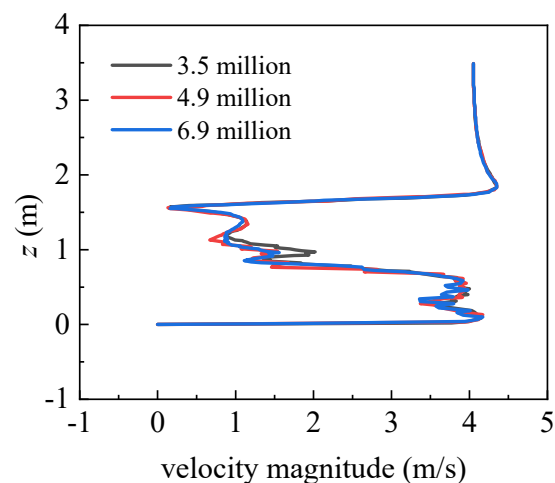 4
3.5 million
3
4.9 million
6.9 million
2
z (m)
1
0
-1
-1 0 1 2 3 4 5
velocity magnitude (m/s)